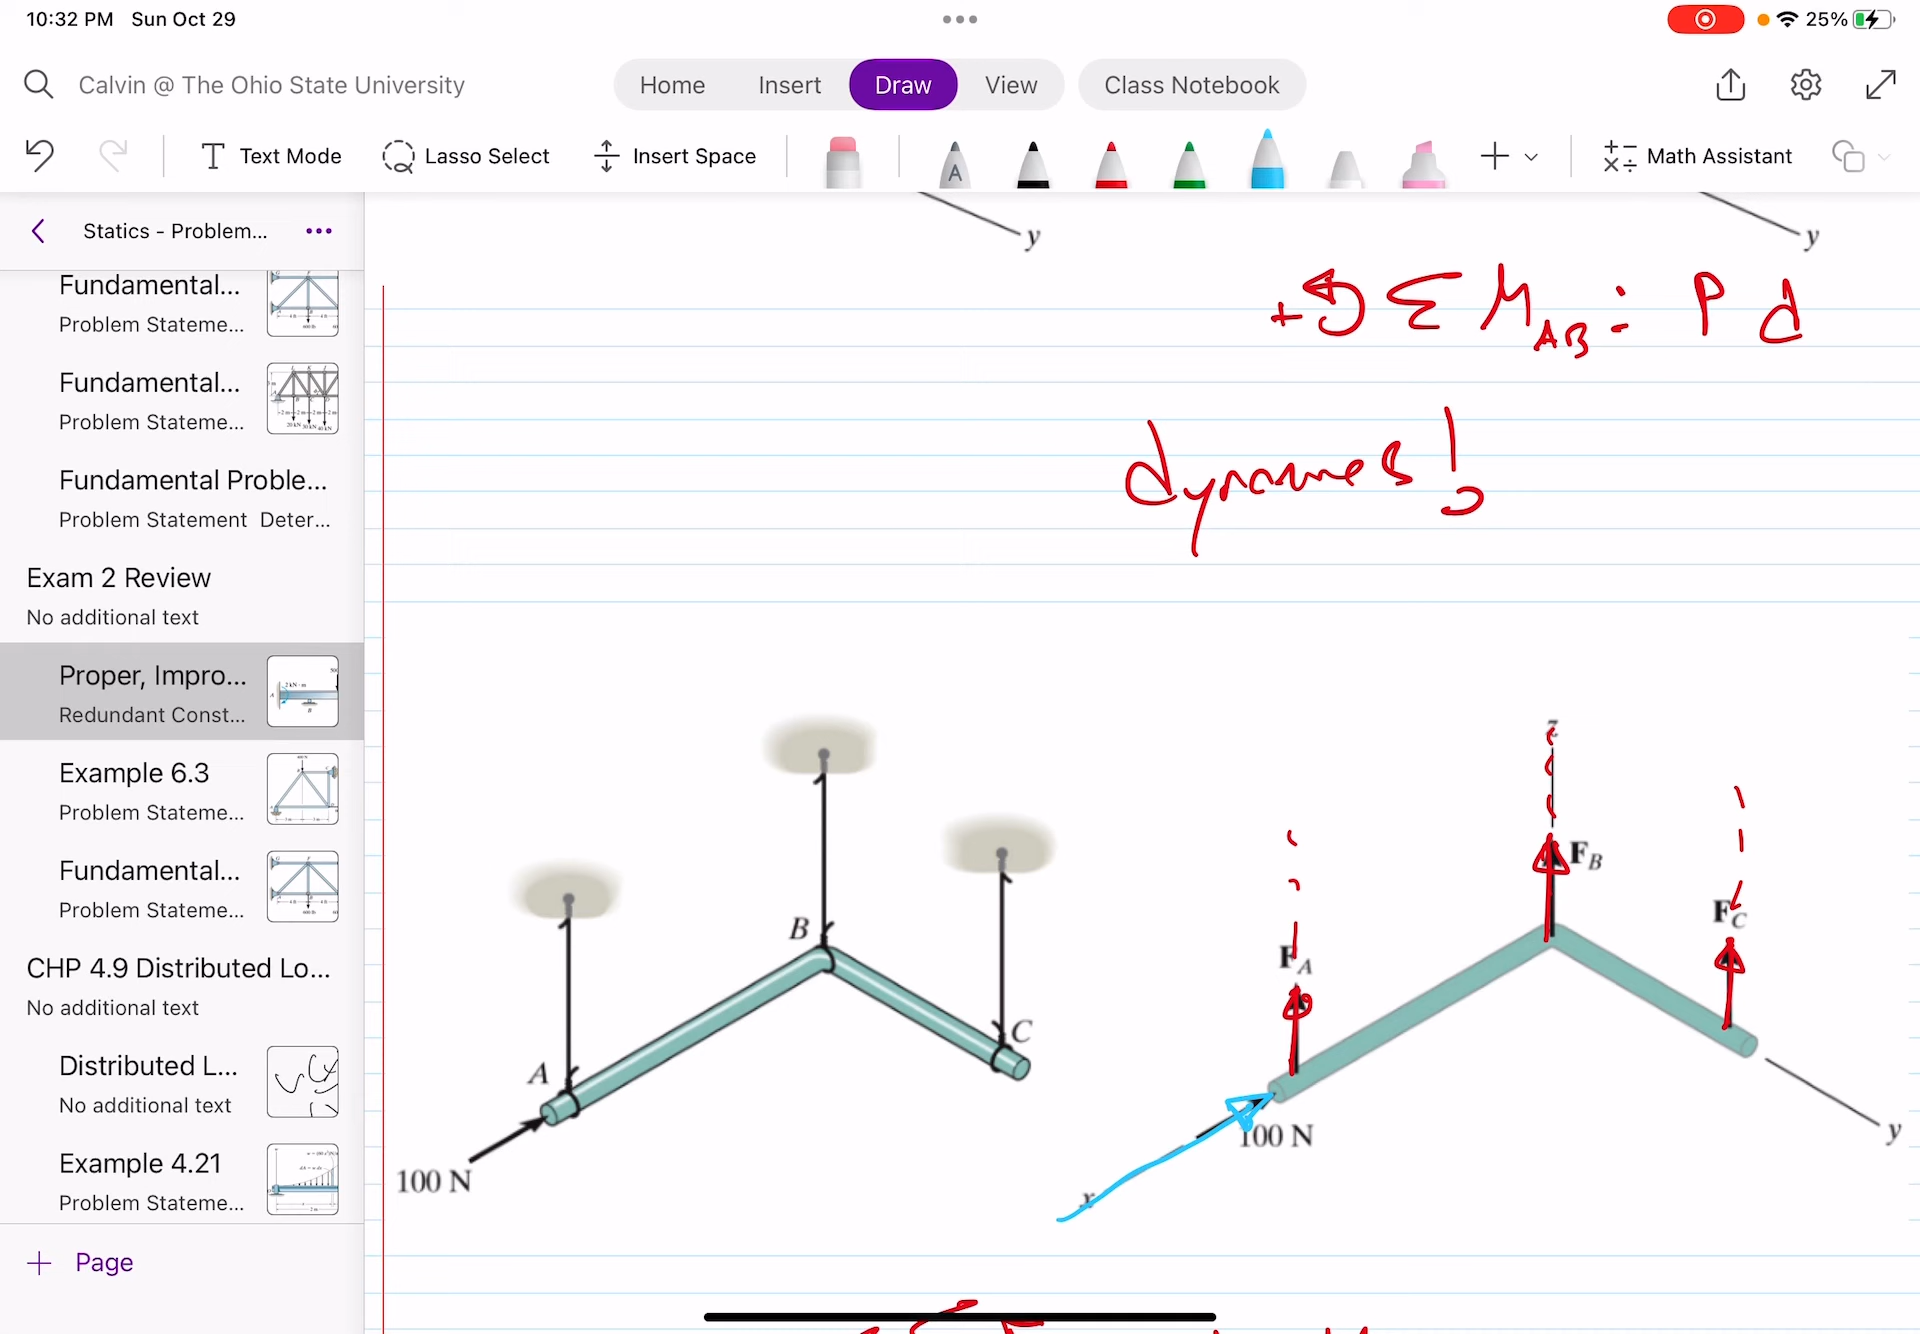 10:32 PM Sun Oct 29
25%
Calvin @ The Ohio State University
Home Insert Draw View Class Notebook
Text Mode Lasso Select Insert Space A Math Assistant
Statics - Problem...
Fundamental...
Problem Stateme...
Fundamental...
Problem Stateme...
Fundamental Proble...
Problem Statement Deter...
Exam 2 Review
No additional text
Proper, Impro...
Redundant Const...
Example 6.3
Problem Stateme...
Fundamental...
Problem Stateme...
CHP 4.9 Distributed Lo...
No additional text
Distributed L...
No additional text
Example 4.21
Problem Stateme...
+ Page
y
y
+ Σ M_AB = P d
B
A
C
100 N
z
F_B
F_C
F_A
100 N
x
y